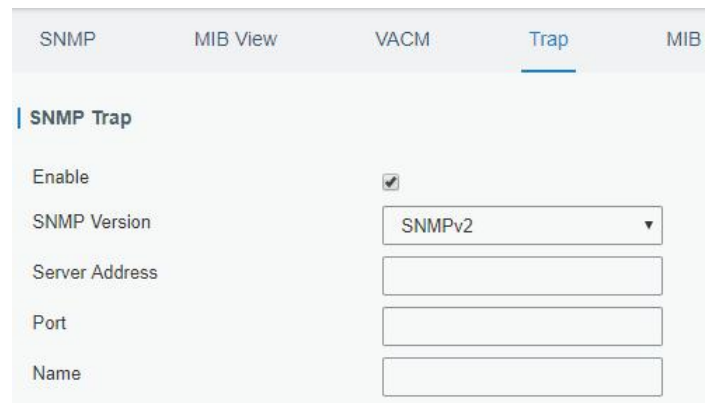 SNMP MIB View VACM Trap MIB
SNMP Trap
Enable
SNMP Version SNMPv2
Server Address
Port
Name